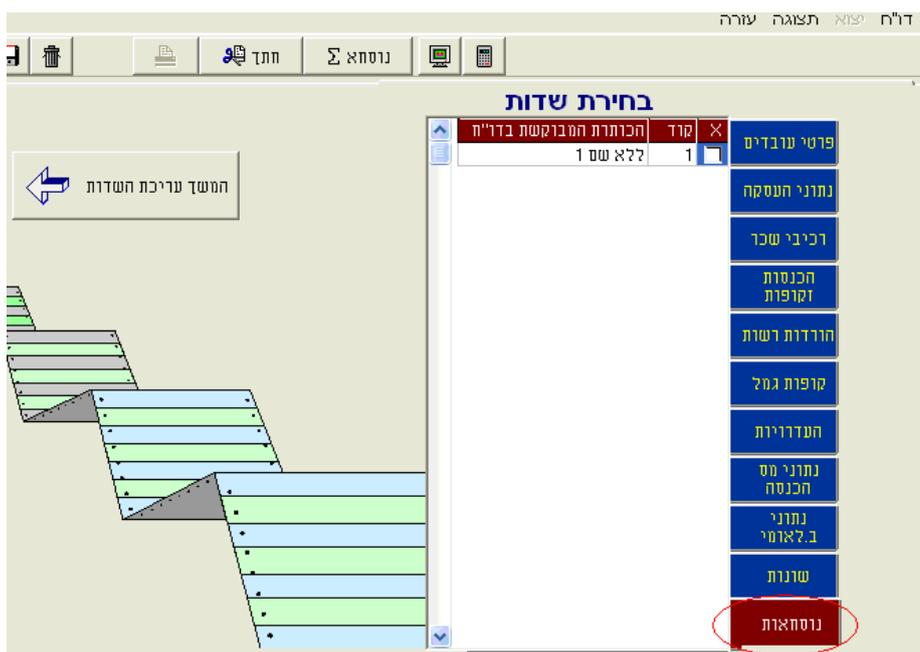 דו"ח יצוא תצוגה עזרה
נוסחא Σ חתך
בחירת שדות
X קוד הכותרת המבוקשת בדו"ח
1 ללא שם 1
המשך עריכת השדות
פרטי עובדים
נתוני העסקה
רכיבי שכר
הכנסות
זקופות
הורדות רשות
קופות גמל
העדרויות
נתוני מס
הכנסה
נתוני
ב.לאומי
שונות
נוסחאות